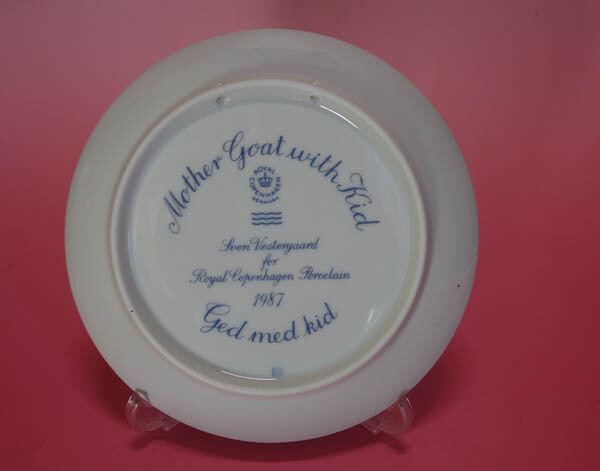 Mother Goat with Kid
ROYAL
COPENHAGEN
DENMARK
Sven Vestergaard
for
Royal Copenhagen Porcelain
1987
Ged med kid